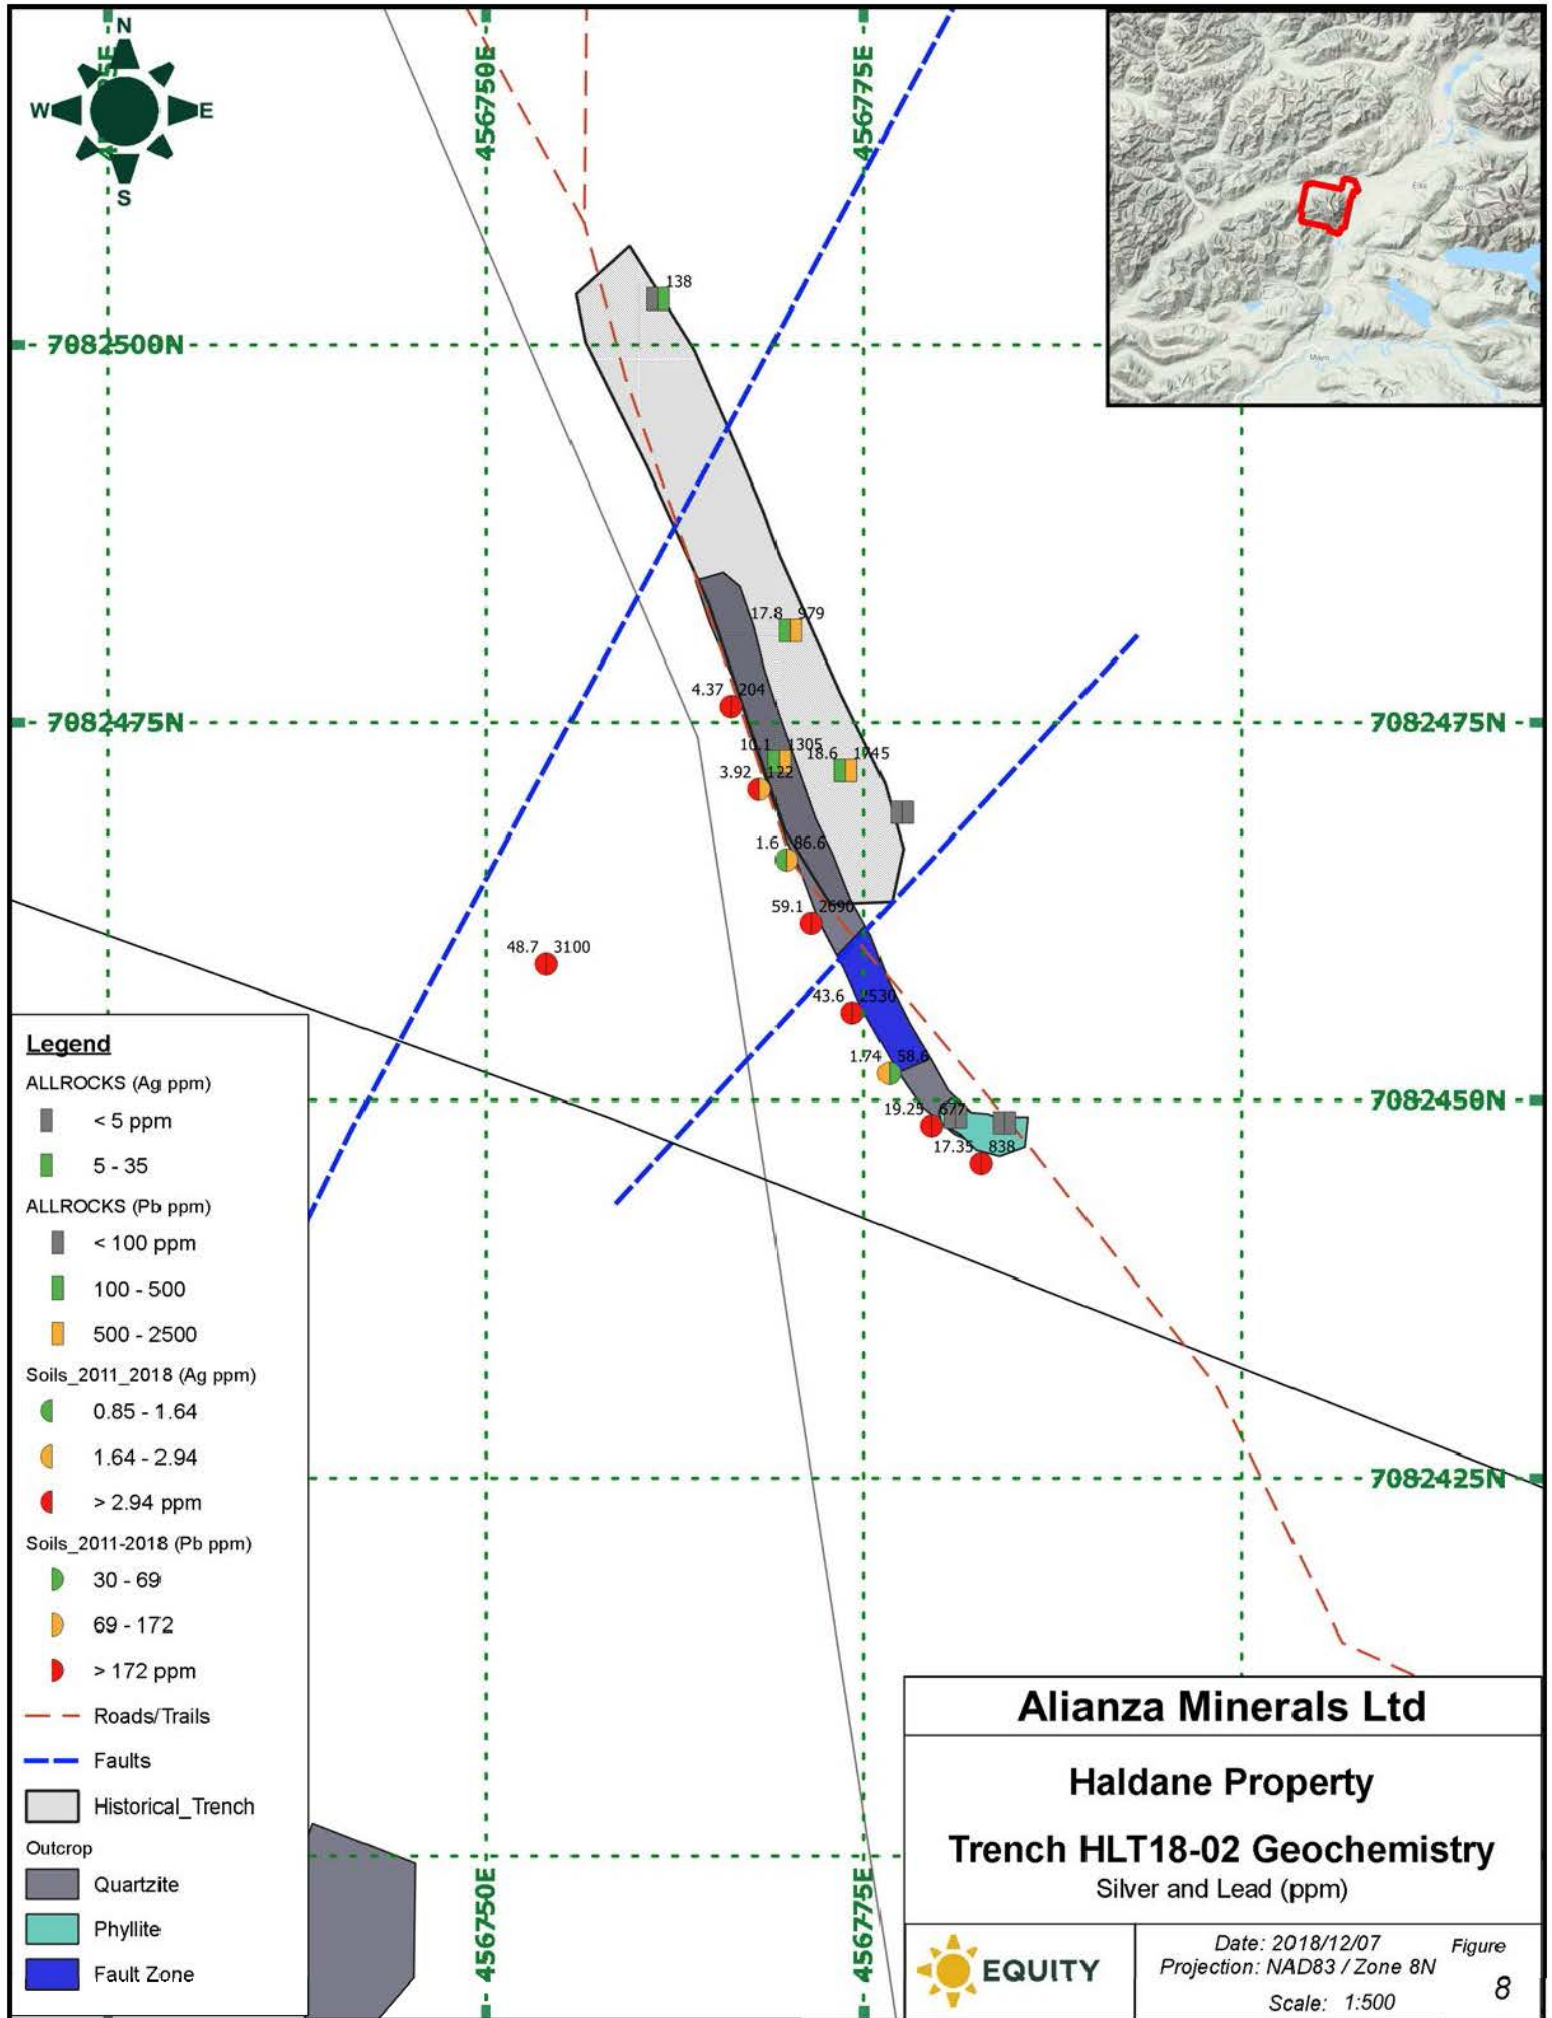 N
W
E
S
456750E
456775E
Mayo
7082500N
138
17.8 979
4.37 204
7082475N
7082475N
10.1 1305
18.6 1745
3.92 122
1.6 86.6
59.1 2690
48.7 3100
43.6 2530
1.74 58.6
7082450N
19.25 677
17.35 838
7082425N
Legend
ALLROCKS (Ag ppm)
< 5 ppm
5 - 35
ALLROCKS (Pb ppm)
< 100 ppm
100 - 500
500 - 2500
Soils_2011_2018 (Ag ppm)
0.85 - 1.64
1.64 - 2.94
> 2.94 ppm
Soils_2011-2018 (Pb ppm)
30 - 69
69 - 172
> 172 ppm
Roads/Trails
Faults
Historical_Trench
Outcrop
Quartzite
Phyllite
Fault Zone
456750E
456775E
Alianza Minerals Ltd
Haldane Property
Trench HLT18-02 Geochemistry
Silver and Lead (ppm)
EQUITY
Date: 2018/12/07
Projection: NAD83 / Zone 8N
Scale: 1:500
Figure
8